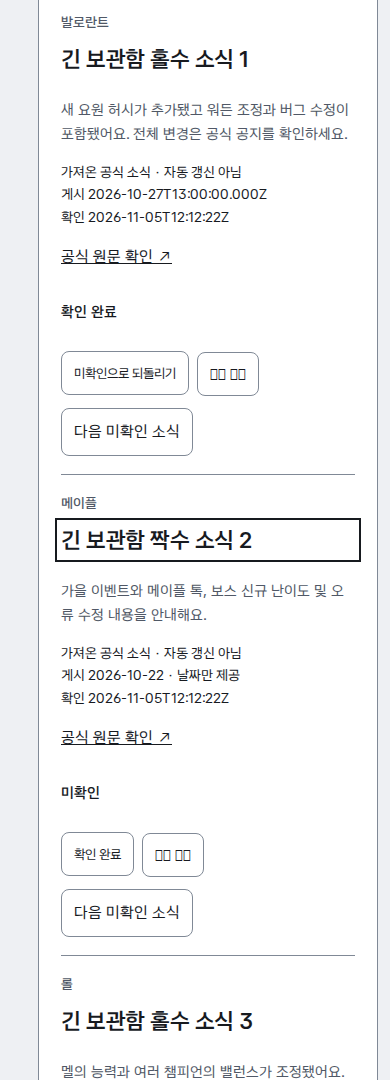 발로란트
긴 보관함 홀수 소식 1
새 요원 허시가 추가됐고 워든 조정과 버그 수정이
포함됐어요. 전체 변경은 공식 공지를 확인하세요.
가져온 공식 소식 · 자동 갱신 아님
게시 2026-10-27T13:00:00.000Z
확인 2026-11-05T12:12:22Z
공식 원문 확인 ↗
확인 완료
미확인으로 되돌리기
다음 미확인 소식
메이플
긴 보관함 짝수 소식 2
가을 이벤트와 메이플 톡, 보스 신규 난이도 및 오
류 수정 내용을 안내해요.
가져온 공식 소식 · 자동 갱신 아님
게시 2026-10-22 · 날짜만 제공
확인 2026-11-05T12:12:22Z
공식 원문 확인 ↗
미확인
확인 완료
다음 미확인 소식
롤
긴 보관함 홀수 소식 3
멜의 능력과 여러 챔피언의 밸런스가 조정됐어요.